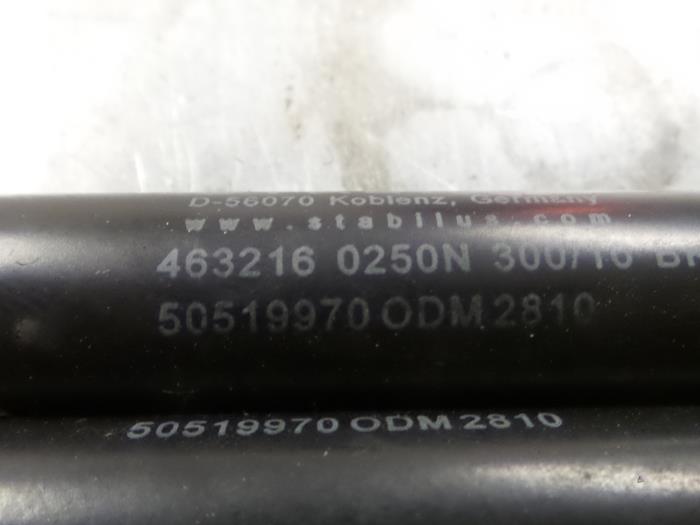 D-56070 Koblenz, Germany
www.stabilus.com
463216 0250N 300/16
50519970 ODM 2810
50519970 ODM 2810